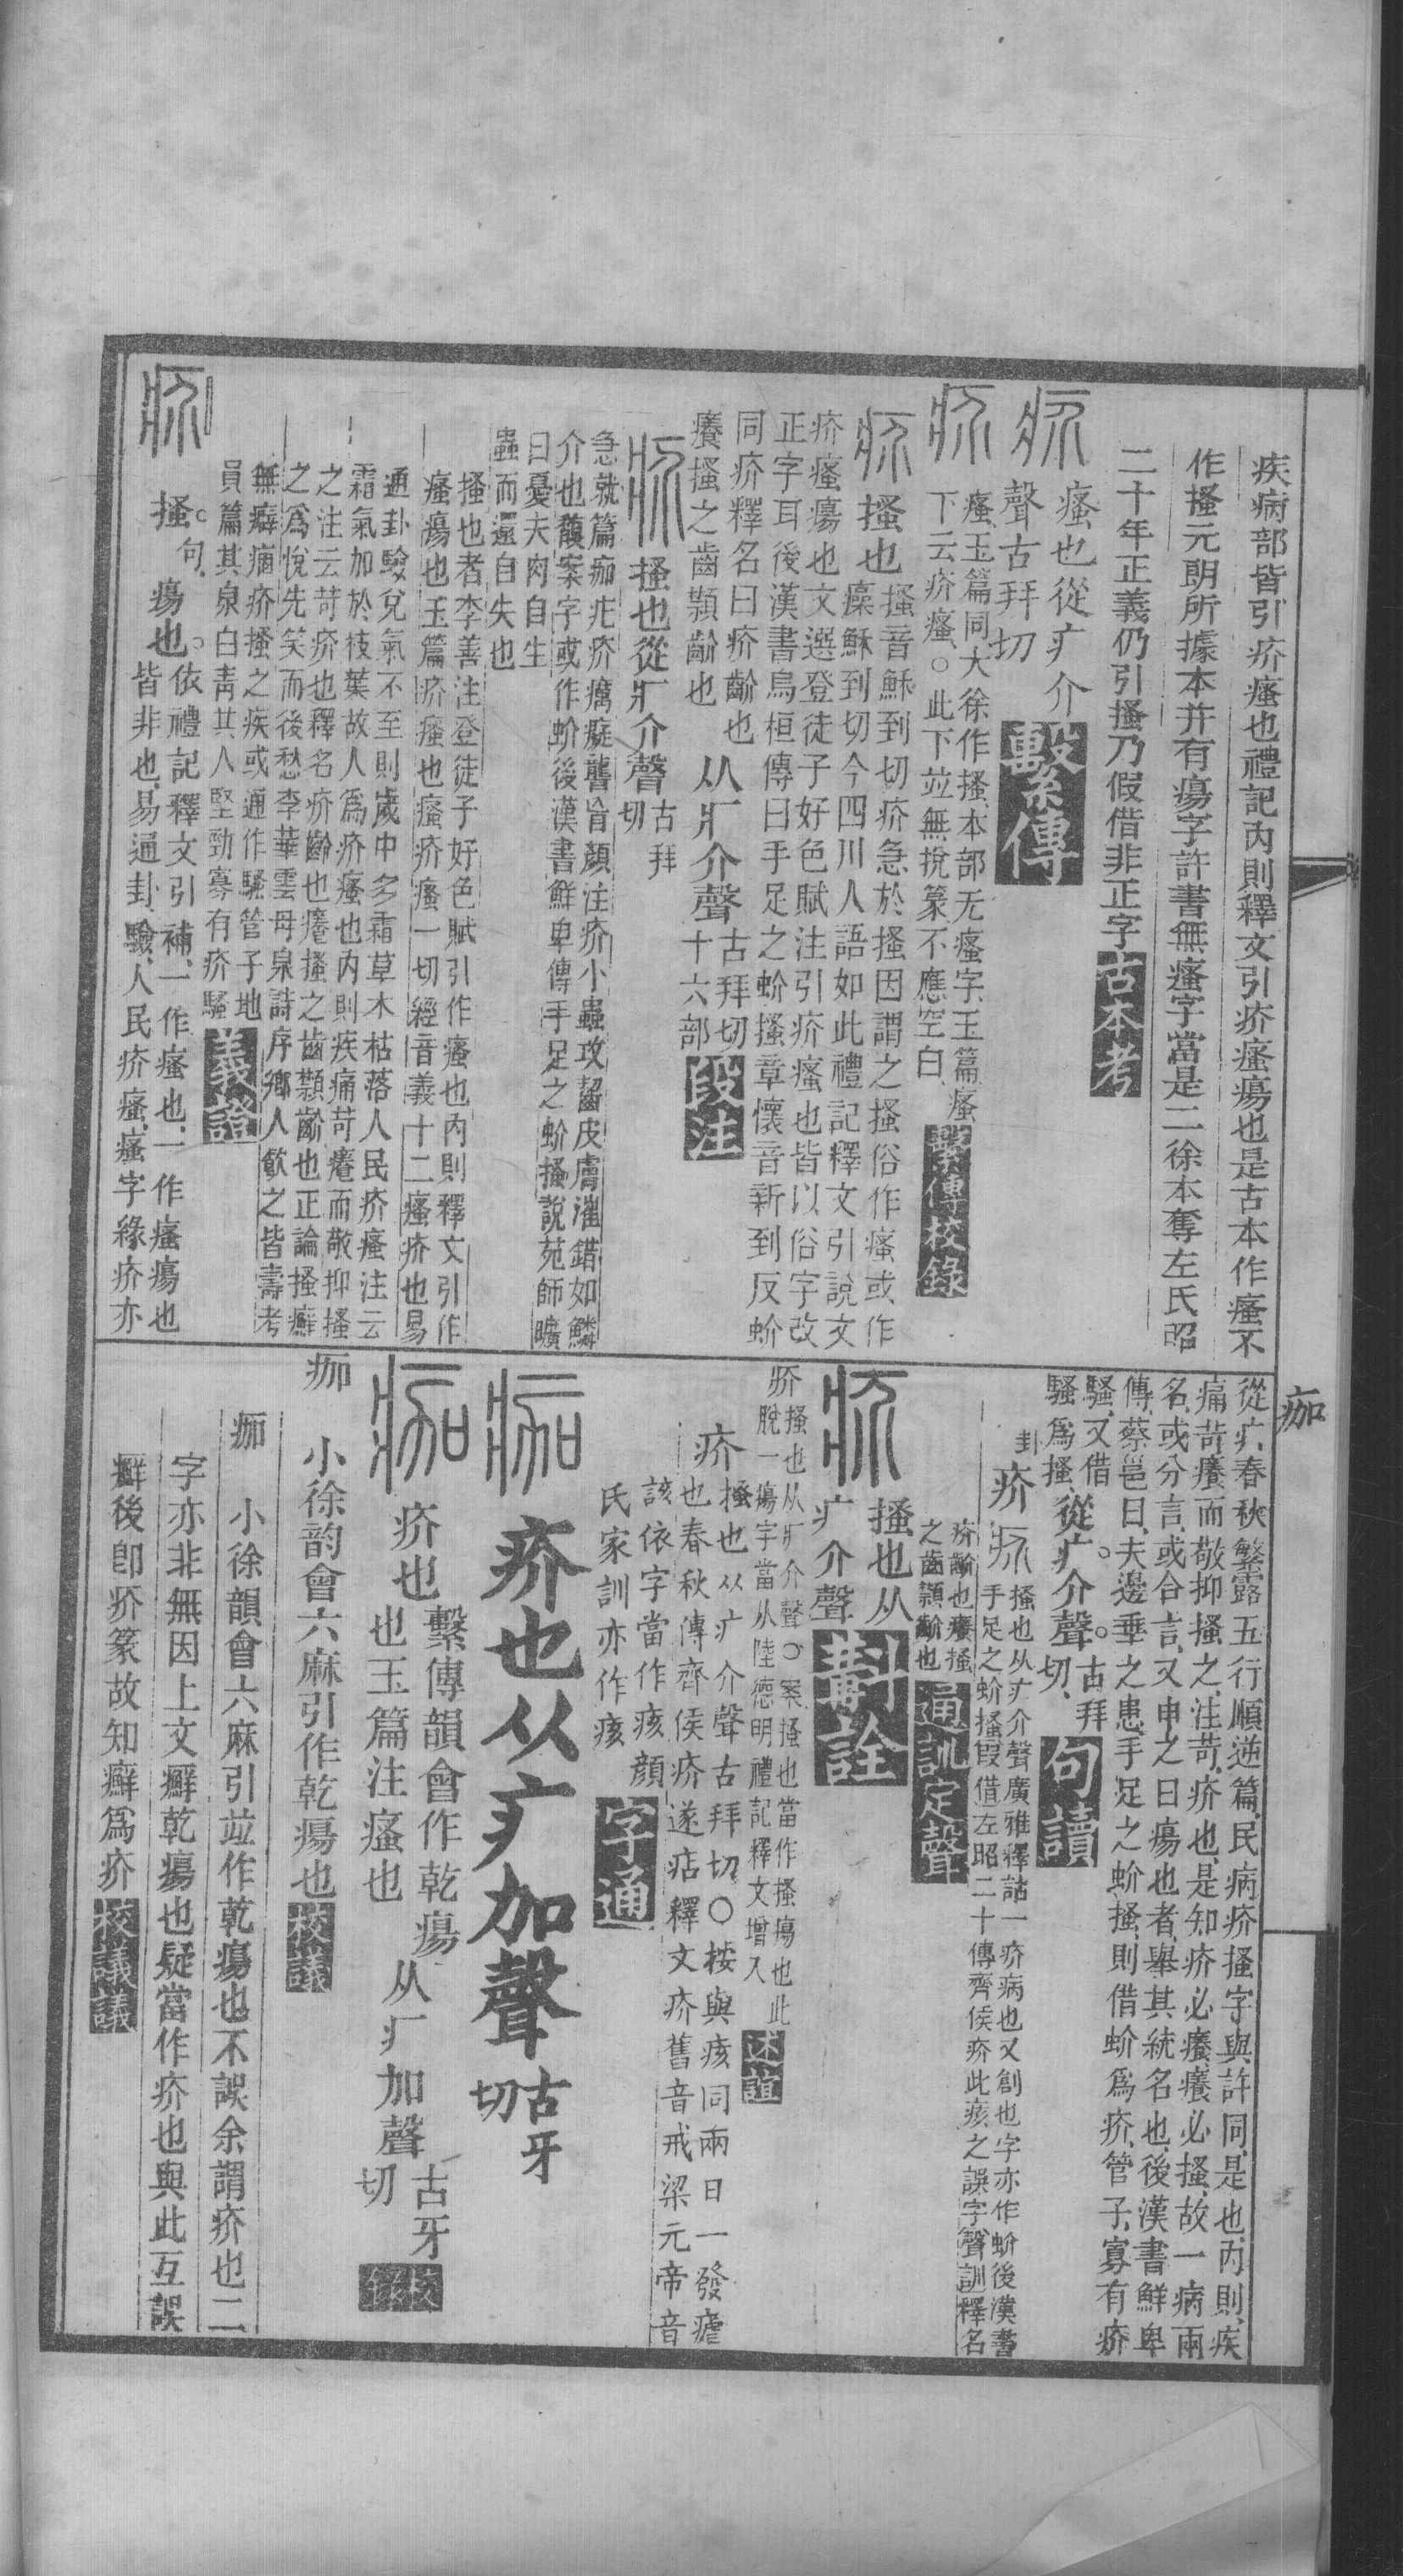 疾病部皆引疥瘙也禮記内則釋文引疥瘙瘍也是古本作瘙不
作搔元朗所據本并有瘍字許書無瘙字當是二徐本奪左氏昭
二十年正義仍引搔乃假借非正字古本考
瘙也從疒介
聲古拜切繫傳
瘙玉篇同大徐作搔本部无瘙字玉篇瘙
下云疥瘙○此下竝無挩篆不應空白繫傳校錄
搔也搔音穌到切疥急於搔因謂之搔俗作瘙或作
瘭穌到切今四川人語如此禮記釋文引說文
疥瘙瘍也文選登徒子好色賦注引疥瘙也皆以俗字改
正字耳後漢書烏桓傳曰手足之蚧搔章懷音新到反蚧
同疥釋名曰疥齘也
癢搔之齒類齘也从疒介聲古拜切
十六部段注
搔也從疒介聲古拜
切
急就篇痂疕疥癘癡聾盲顏注疥小蟲攻齧皮膚漼錯如鱗
介也馥案字或作蚧後漢書鮮卑傳手足之蚧搔說苑師曠
曰憂夫肉自生
蟲而還自失也
搔也者李善注登徒子好色賦引作瘙也內則釋文引作
瘙瘍也玉篇疥瘙也瘙疥瘙一切經音義十二瘙疥也易
通卦驗兌氣不至則歲中多霜草木枯落人民疥瘙注云
霜氣加於枝葉故人爲疥瘙也內則疾痛苛癢而敬抑搔
之注云苛疥也釋名疥齘也癢搔之齒類齘也正論搔癬
之爲悅先笑而後愁李華雲母泉詩序鄉人飮之皆壽考
無癖痼疥搔之疾或通作騷管子地
員篇其泉白靑其人堅勁寡有疥騷義證
搔句瘍也依禮記釋文引補一作瘙也一作瘙瘍也
皆非也易通卦驗人民疥瘙瘙字緣疥亦
從疒春秋繁露五行順逆篇民病疥搔字與許同是也內則疾
痛苛癢而敬抑搔之注苛疥也是知疥必癢癢必搔故一病兩
名或分言或合言又申之曰瘍也者舉其統名也後漢書鮮卑
傳蔡邕曰夫邊垂之患手足之蚧搔則借蚧爲疥管子寡有疥
騷又借
騷爲搔從疒介聲古拜
切句讀
卦
疥搔也从疒介聲廣雅釋詁一疥病也又創也字亦作蚧後漢書
手足之蚧搔叚借左昭二十傳齊侯疥此痎之誤字聲訓釋名
疥齘也癢搔
之齒類齘也通訓定聲
搔也从
疒介聲斠詮
疥搔也从疒介聲○案搔也當作搔瘍也此
脫一瘍字當从陸德明禮記釋文增入述誼
疥搔也从疒介聲古拜切○按與痎同兩日一發瘧
也春秋傳齊侯疥遂痁釋文疥舊音戒梁元帝音
該依字當作痎顏
氏家訓亦作痎字通
疥也从疒加聲古牙
切
疥也繫傳韻會作乾瘍
也玉篇注瘙也从疒加聲古牙
切
痂小徐韵會六麻引作乾瘍也校議
痂小徐韻會六麻引竝作乾瘍也不誤余謂疥也二
字亦非無因上文癬乾瘍也疑當作疥也與此互誤
癬後卽疥篆故知癬爲疥校議議
痂